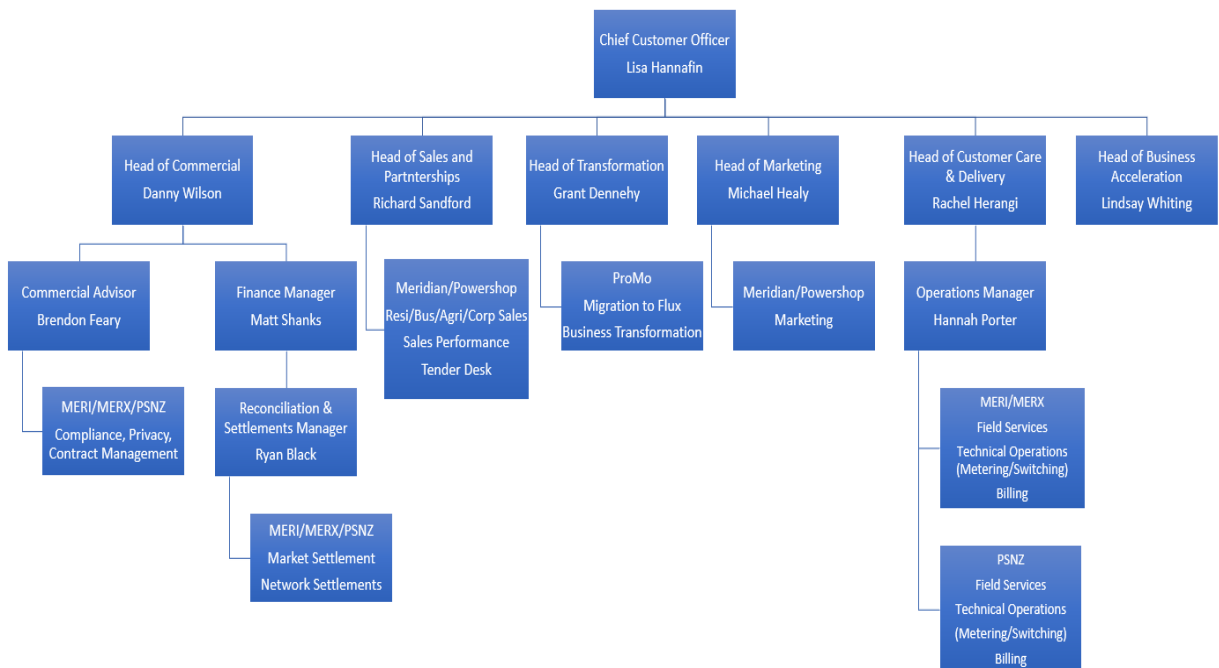 Chief Customer Officer
Lisa Hannafin
Head of Commercial
Danny Wilson
Head of Sales and
Partnterships
Richard Sandford
Head of Transformation
Grant Dennehy
Head of Marketing
Michael Healy
Head of Customer Care
& Delivery
Rachel Herangi
Head of Business
Acceleration
Lindsay Whiting
Commercial Advisor
Brendon Feary
Finance Manager
Matt Shanks
Meridian/Powershop
Resi/Bus/Agri/Corp Sales
Sales Performance
Tender Desk
ProMo
Migration to Flux
Business Transformation
Meridian/Powershop
Marketing
Operations Manager
Hannah Porter
MERI/MERX/PSNZ
Compliance, Privacy,
Contract Management
Reconciliation &
Settlements Manager
Ryan Black
MERI/MERX
Field Services
Technical Operations
(Metering/Switching)
Billing
MERI/MERX/PSNZ
Market Settlement
Network Settlements
PSNZ
Field Services
Technical Operations
(Metering/Switching)
Billing